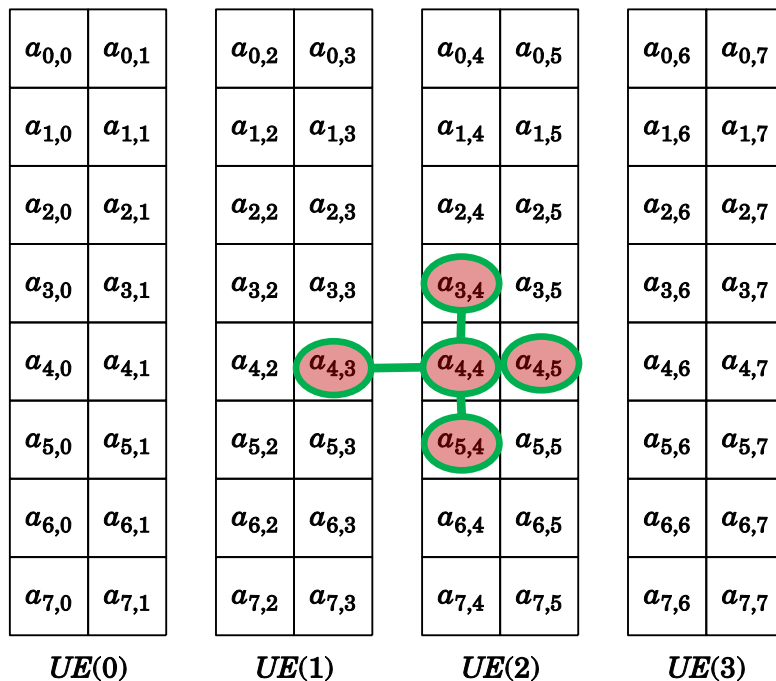 a0,0 a0,1 a0,2 a0,3 a0,4 a0,5 a0,6 a0,7
a1,0 a1,1 a1,2 a1,3 a1,4 a1,5 a1,6 a1,7
a2,0 a2,1 a2,2 a2,3 a2,4 a2,5 a2,6 a2,7
a3,0 a3,1 a3,2 a3,3 a3,4 a3,5 a3,6 a3,7
a4,0 a4,1 a4,2 a4,3 a4,4 a4,5 a4,6 a4,7
a5,0 a5,1 a5,2 a5,3 a5,4 a5,5 a5,6 a5,7
a6,0 a6,1 a6,2 a6,3 a6,4 a6,5 a6,6 a6,7
a7,0 a7,1 a7,2 a7,3 a7,4 a7,5 a7,6 a7,7
UE(0) UE(1) UE(2) UE(3)